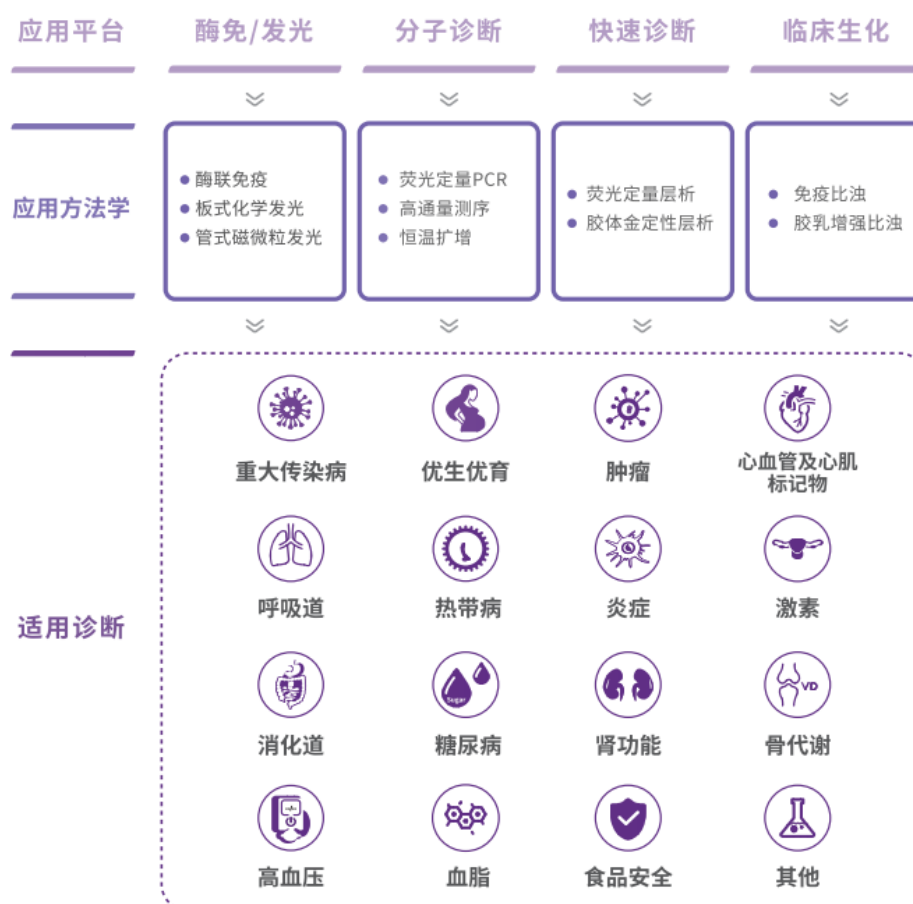 应用平台
酶免/发光
分子诊断
快速诊断
临床生化
应用方法学
酶联免疫
板式化学发光
管式磁微粒发光
荧光定量PCR
高通量测序
恒温扩增
荧光定量层析
胶体金定性层析
免疫比浊
胶乳增强比浊
适用诊断
重大传染病
优生优育
肿瘤
心血管及心肌
标记物
呼吸道
热带病
炎症
激素
消化道
Sugar
糖尿病
肾功能
VD
骨代谢
高血压
血脂
食品安全
其他